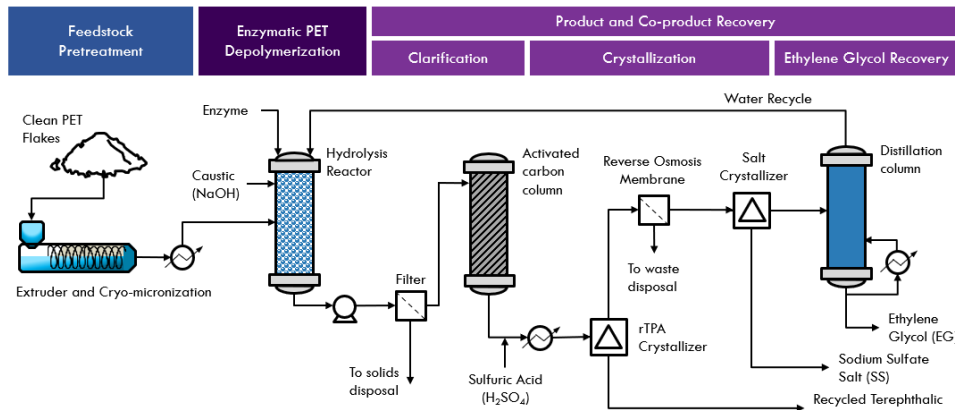 Feedstock
Pretreatment
Enzymatic PET
Depolymerization
Product and Co-product Recovery
Clarification
Crystallization
Ethylene Glycol Recovery
Water Recycle
Enzyme
Clean PET
Flakes
Hydrolysis
Reactor
Caustic
(NaOH)
Activated
carbon
column
Reverse Osmosis
Membrane
Salt
Crystallizer
Distillation
column
Extruder and Cryo-micronization
Filter
To waste
disposal
rTPA
Crystallizer
Ethylene
Glycol (EG)
To solids
disposal
Sulfuric Acid
(H₂SO₄)
Sodium Sulfate
Salt (SS)
Recycled Terephthalic